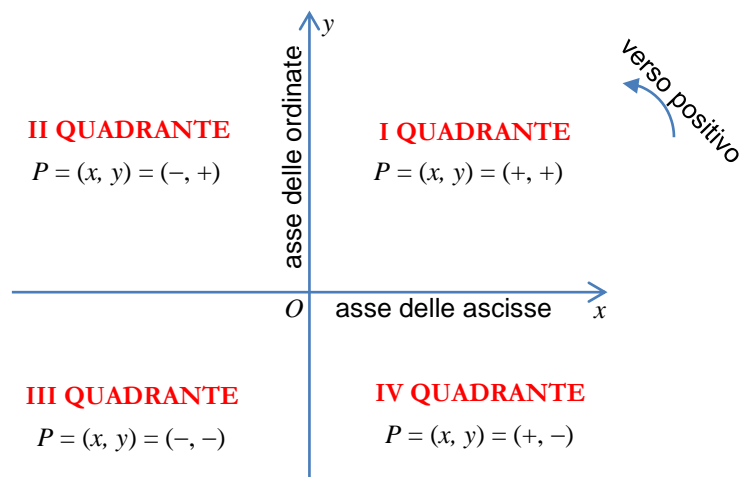 y
asse delle ordinate
verso positivo
II QUADRANTE
P = (x, y) = (−, +)
I QUADRANTE
P = (x, y) = (+, +)
O
asse delle ascisse
x
III QUADRANTE
P = (x, y) = (−, −)
IV QUADRANTE
P = (x, y) = (+, −)